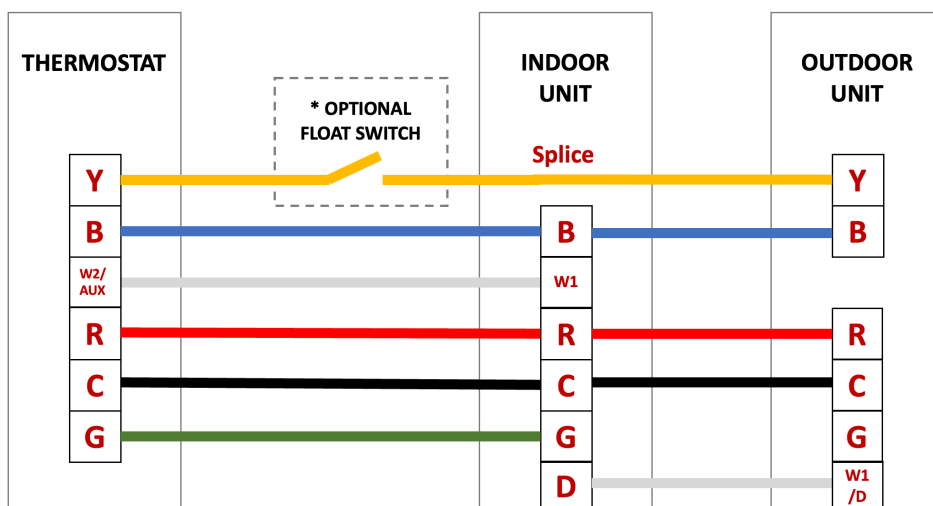 THERMOSTAT
* OPTIONAL
FLOAT SWITCH
INDOOR
UNIT
OUTDOOR
UNIT
Splice
Y
Y
B
B
B
W2/
AUX
W1
R
R
R
C
C
C
G
G
G
D
W1
/D